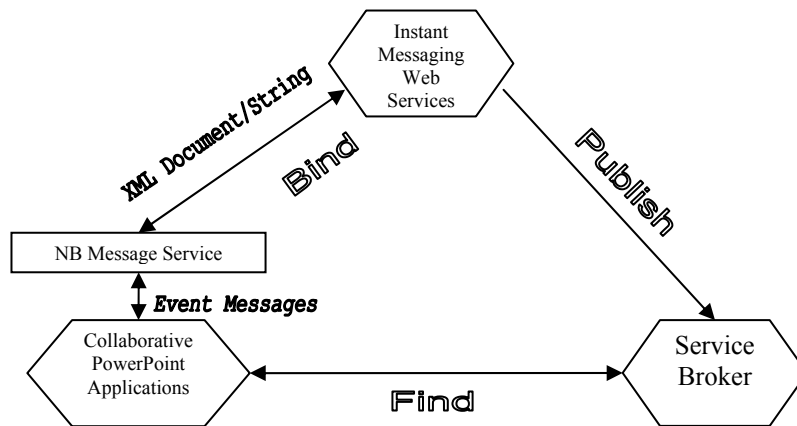 Instant
Messaging
Web
Services
XML Document/String
Bind
Publish
NB Message Service
Event Messages
Collaborative
PowerPoint
Applications
Service
Broker
Find